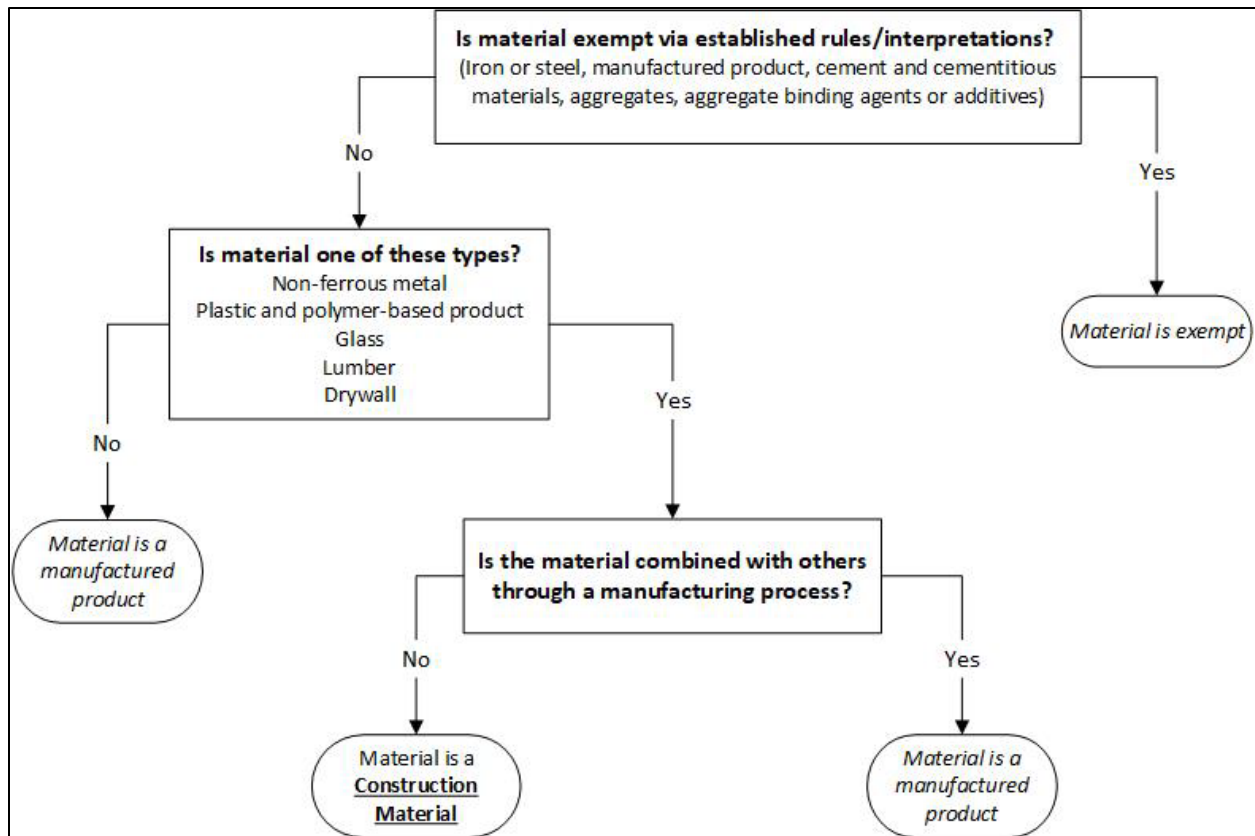 Is material exempt via established rules/interpretations?
(Iron or steel, manufactured product, cement and cementitious
materials, aggregates, aggregate binding agents or additives)
No
Yes
Is material one of these types?
Non-ferrous metal
Plastic and polymer-based product
Glass
Lumber
Drywall
Material is exempt
No
Yes
Material is a
manufactured
product
Is the material combined with others
through a manufacturing process?
No
Yes
Material is a
Construction
Material
Material is a
manufactured
product